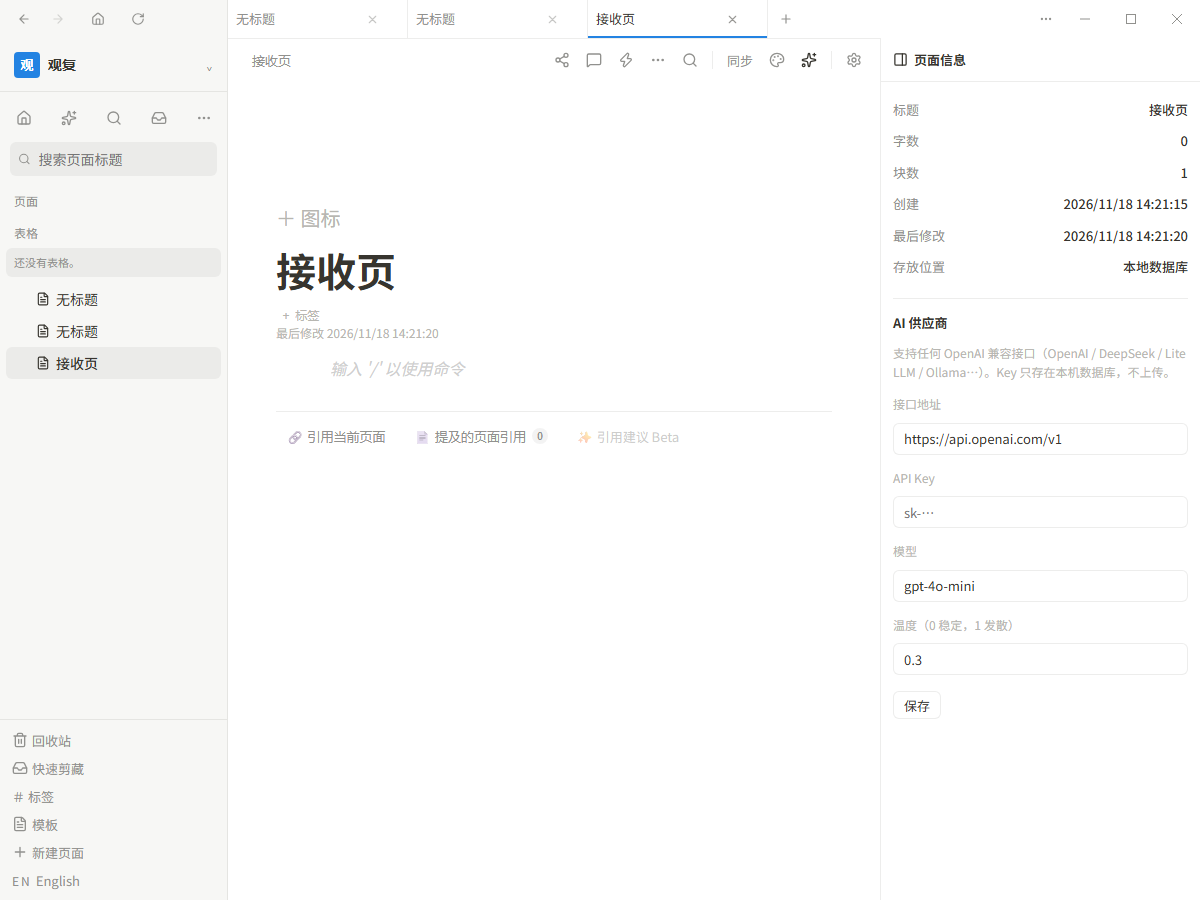 无标题
无标题
接收页
观 观复
搜索页面标题
页面
表格
还没有表格。
无标题
无标题
接收页
回收站
快速剪藏
# 标签
模板
新建页面
EN English
接收页
同步
图标
接收页
+ 标签
最后修改 2026/11/18 14:21:20
输入 '/' 以使用命令
引用当前页面 提及的页面引用 0 引用建议 Beta
页面信息
标题 接收页
字数 0
块数 1
创建 2026/11/18 14:21:15
最后修改 2026/11/18 14:21:20
存放位置 本地数据库
AI 供应商
支持任何 OpenAI 兼容接口（OpenAI / DeepSeek / Lite
LLM / Ollama…）。Key 只存在本机数据库，不上传。
接口地址
https://api.openai.com/v1
API Key
sk-…
模型
gpt-4o-mini
温度（0 稳定，1 发散）
0.3
保存